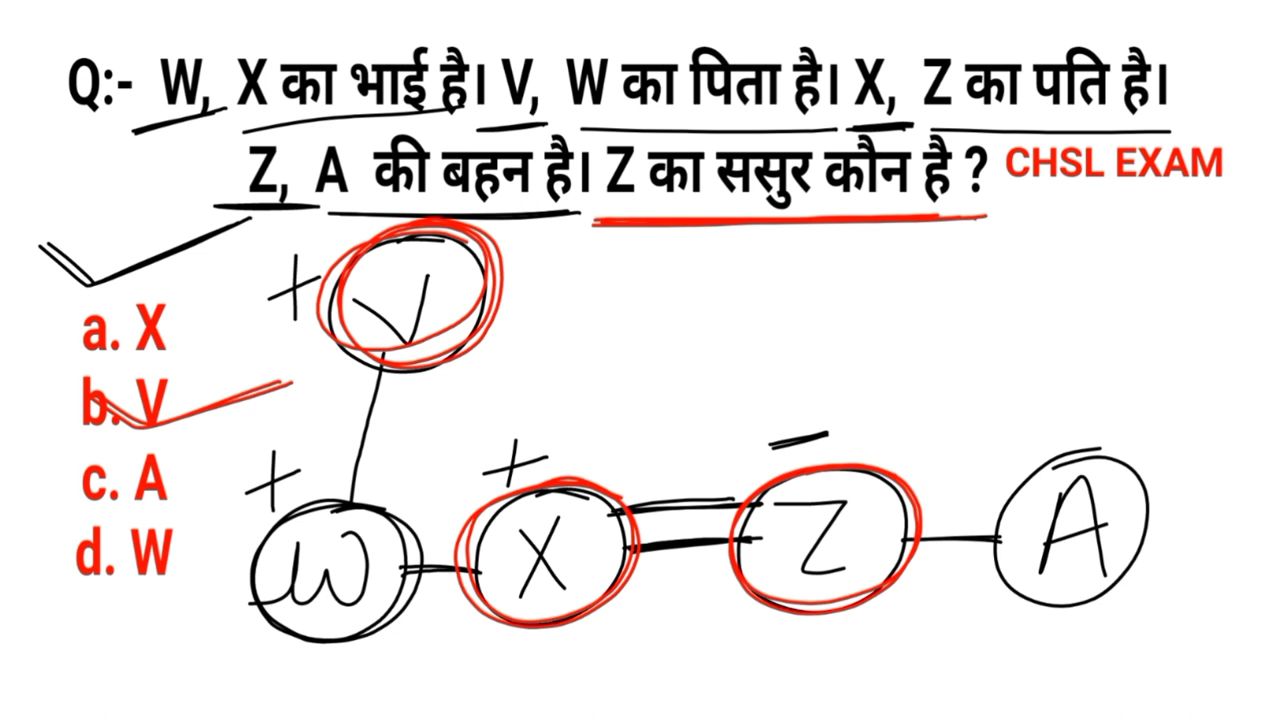 Q:- W, X का भाई है। V, W का पिता है। X, Z का पति है।
Z, A की बहन है। Z का ससुर कौन है ? CHSL EXAM
a. X
b. V
c. A
d. W
+ V
+ +  −
W X Z A